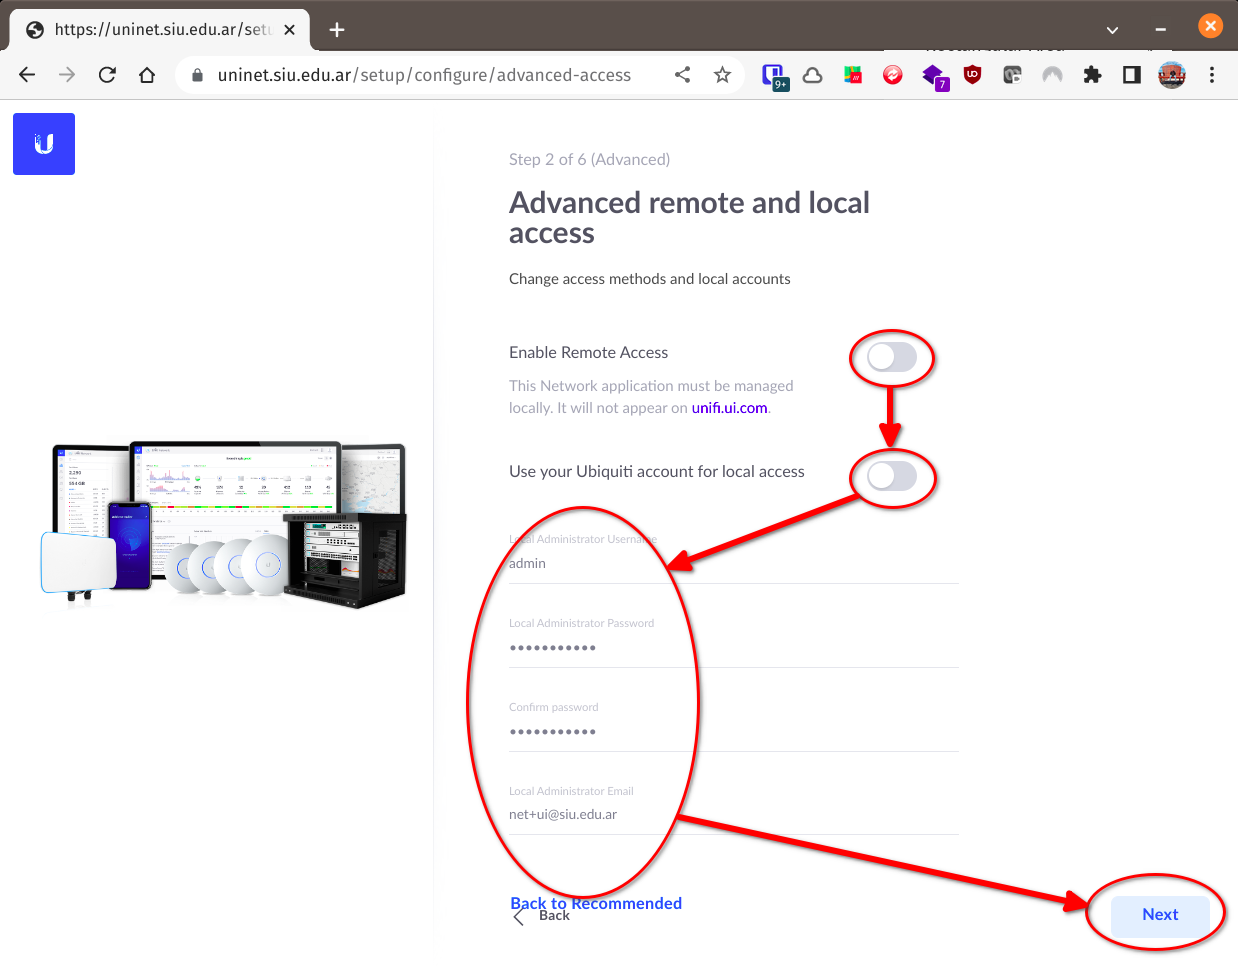 https://uninet.siu.edu.ar/setu
uninet.siu.edu.ar/setup/configure/advanced-access
9+
7
U
Step 2 of 6 (Advanced)
Advanced remote and local
access
Change access methods and local accounts
Enable Remote Access
This Network application must be managed
locally. It will not appear on unifi.ui.com.
Use your Ubiquiti account for local access
Local Administrator Username
admin
Local Administrator Password
•••••••••••
Confirm password
•••••••••••
Local Administrator Email
net+ui@siu.edu.ar
Back to Recommended
Back
Next